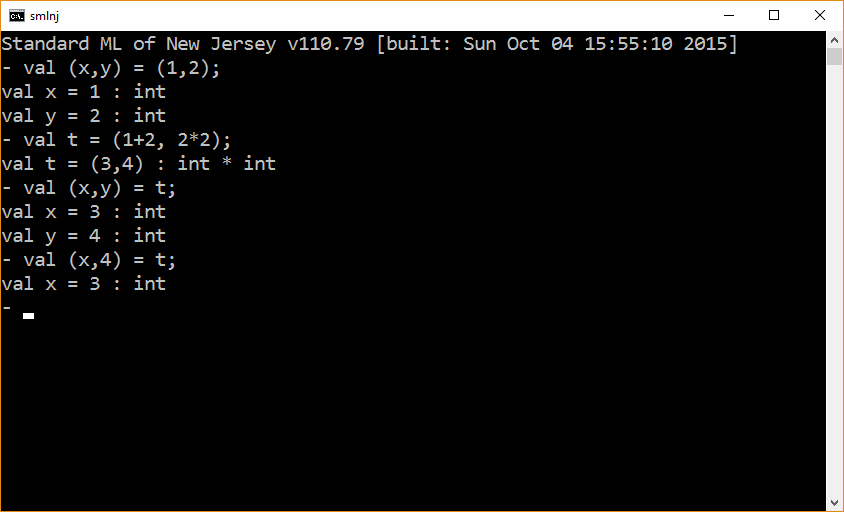 smlnj
Standard ML of New Jersey v110.79 [built: Sun Oct 04 15:55:10 2015]
- val (x,y) = (1,2);
val x = 1 : int
val y = 2 : int
- val t = (1+2, 2*2);
val t = (3,4) : int * int
- val (x,y) = t;
val x = 3 : int
val y = 4 : int
- val (x,4) = t;
val x = 3 : int
-